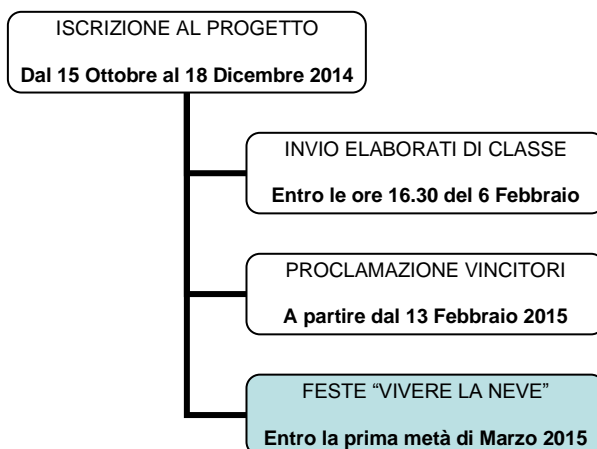 ISCRIZIONE AL PROGETTO
Dal 15 Ottobre al 18 Dicembre 2014
INVIO ELABORATI DI CLASSE
Entro le ore 16.30 del 6 Febbraio
PROCLAMAZIONE VINCITORI
A partire dal 13 Febbraio 2015
FESTE “VIVERE LA NEVE”
Entro la prima metà di Marzo 2015